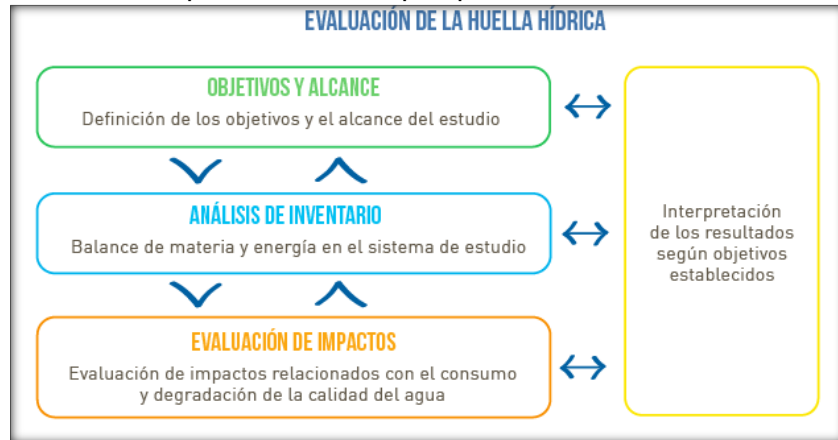 EVALUACIÓN DE LA HUELLA HÍDRICA
OBJETIVOS Y ALCANCE
Definición de los objetivos y el alcance del estudio
ANÁLISIS DE INVENTARIO
Balance de materia y energía en el sistema de estudio
EVALUACIÓN DE IMPACTOS
Evaluación de impactos relacionados con el consumo
y degradación de la calidad del agua
Interpretación
de los resultados
según objetivos
establecidos